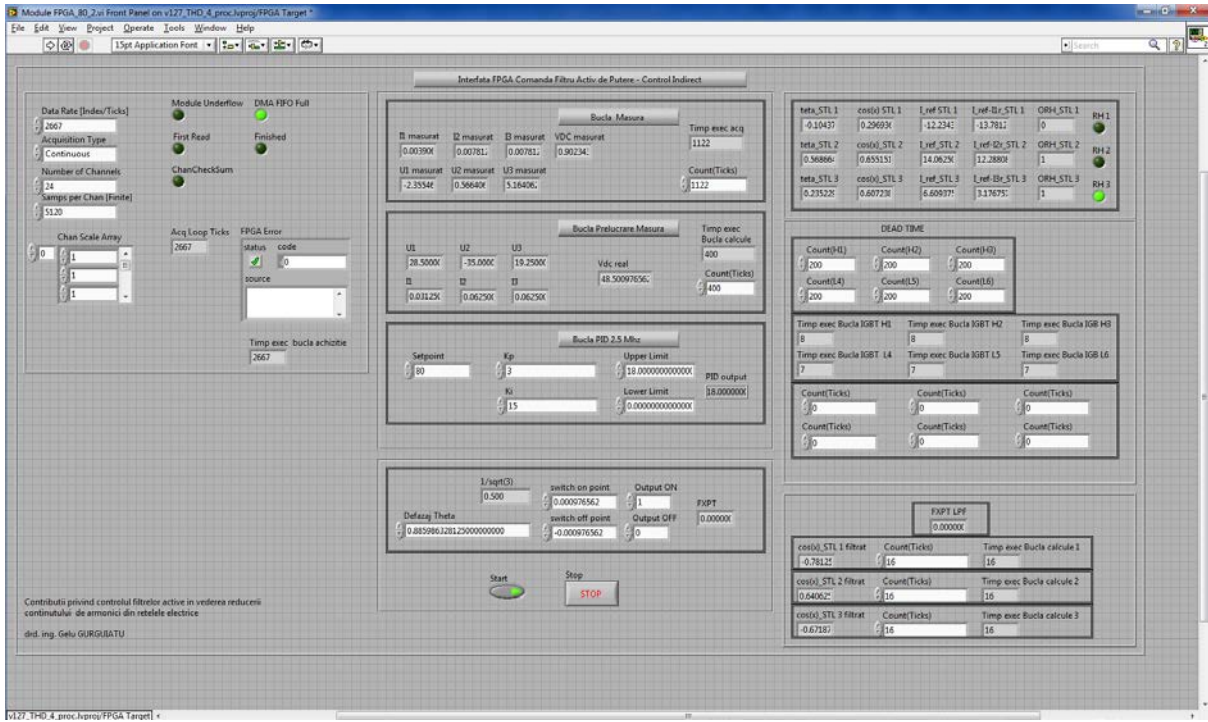 Module FPGA_80_2.vi Front Panel on v127_THD_4_proc.lvproj/FPGA Target *
File Edit View Project Operate Tools Window Help
15pt Application Font
Search
Interfata FPGA Comanda Filtru Activ de Putere - Control Indirect
Data Rate [Index/Ticks]
2667
Acquisition Type
Continuous
Number of Channels
24
Samps per Chan [Finite]
5120
Chan Scale Array
0
1
1
1
Module Underflow DMA FIFO Full
First Read Finished
ChanCheckSum
Acq Loop Ticks
2667
FPGA Error
status code
0
source
Timp exec bucla achizitie
2667
Bucla Masura
I1 masurat I2 masurat I3 masurat VDC masurat
0.00390( 0.00781: 0.00781: 0.90234:
U1 masurat U2 masurat U3 masurat
-2.3554( 0.56640( 5.16406:
Timp exec acq
1122
Count(Ticks)
1122
Bucla Prelucrare Masura
U1 U2 U3
28.5000( -35.000( 19.2500(
I1 I2 I3
0.03125( 0.06250( 0.06250(
Vdc real
48.50097656:
Timp exec
Bucla calcule
400
Count(Ticks)
400
Bucla PID 2.5 Mhz
Setpoint Kp Upper Limit
80 3 18.000000000000(
Ki Lower Limit
15 0.0000000000000(
PID output
18.000000(
1/sqrt(3)
0.500
switch on point Output ON
0.000976562 1
Defazaj Theta
0.88598632812500000000
switch off point Output OFF
-0.000976562 0
FXPT
0.00000(
Start
Stop
STOP
teta_STL 1 cos(x) STL 1 I_ref STL 1 I_ref-I1r_STL 1 ORH_STL 1 RH 1
-0.10437 0.29693( -12.234: -13.781: 0
teta_STL 2 cos(x)_STL 2 I_ref_STL 2 I_ref-I2r_STL 2 ORH_STL 2 RH 2
0.56866( 0.65515: 14.0625( 12.2880( 1
teta_STL 3 cos(x)_STL 3 I_ref_STL 3 I_ref-I3r_STL 3 ORH_STL 3 RH 3
0.23522( 0.60723( 6.60937: 3.17675: 1
DEAD TIME
Count(H1) Count(H2) Count(H3)
200 200 200
Count(L4) Count(L5) Count(L6)
200 200 200
Timp exec Bucla IGBT H1 Timp exec Bucla IGBT H2 Timp exec Bucla IGB H3
8 8 8
Timp exec Bucla IGBT L4 Timp exec Bucla IGBT L5 Timp exec Bucla IGB L6
7 7 7
Count(Ticks) Count(Ticks) Count(Ticks)
0 0 0
Count(Ticks) Count(Ticks) Count(Ticks)
0 0 0
FXPT LPF
0.00000(
cos(x)_STL 1 filtrat Count(Ticks) Timp exec Bucla calcule 1
-0.7812: 16 16
cos(x)_STL 2 filtrat Count(Ticks) Timp exec Bucla calcule 2
0.64062: 16 16
cos(x)_STL 3 filtrat Count(Ticks) Timp exec Bucla calcule 3
-0.6718: 16 16
Contributii privind controlul filtrelor active in vederea reducerii
continutului de armonici din retelele electrice
drd. ing. Gelu GURGUIATU
v127_THD_4_proc.lvproj/FPGA Target